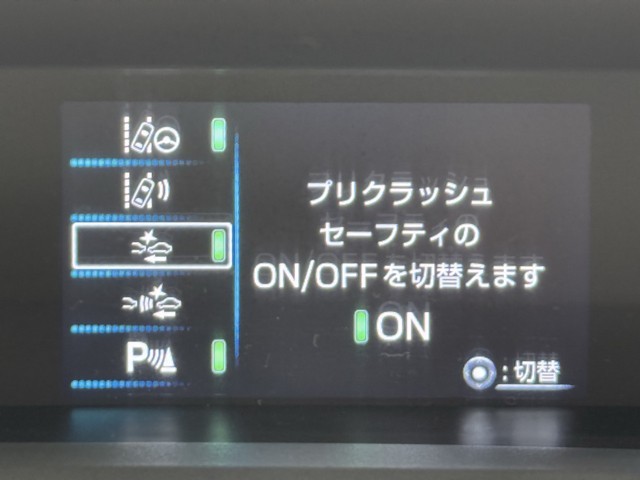 プリクラッシュ
セーフティの
ON/OFFを切替えます
ON
P
:切替